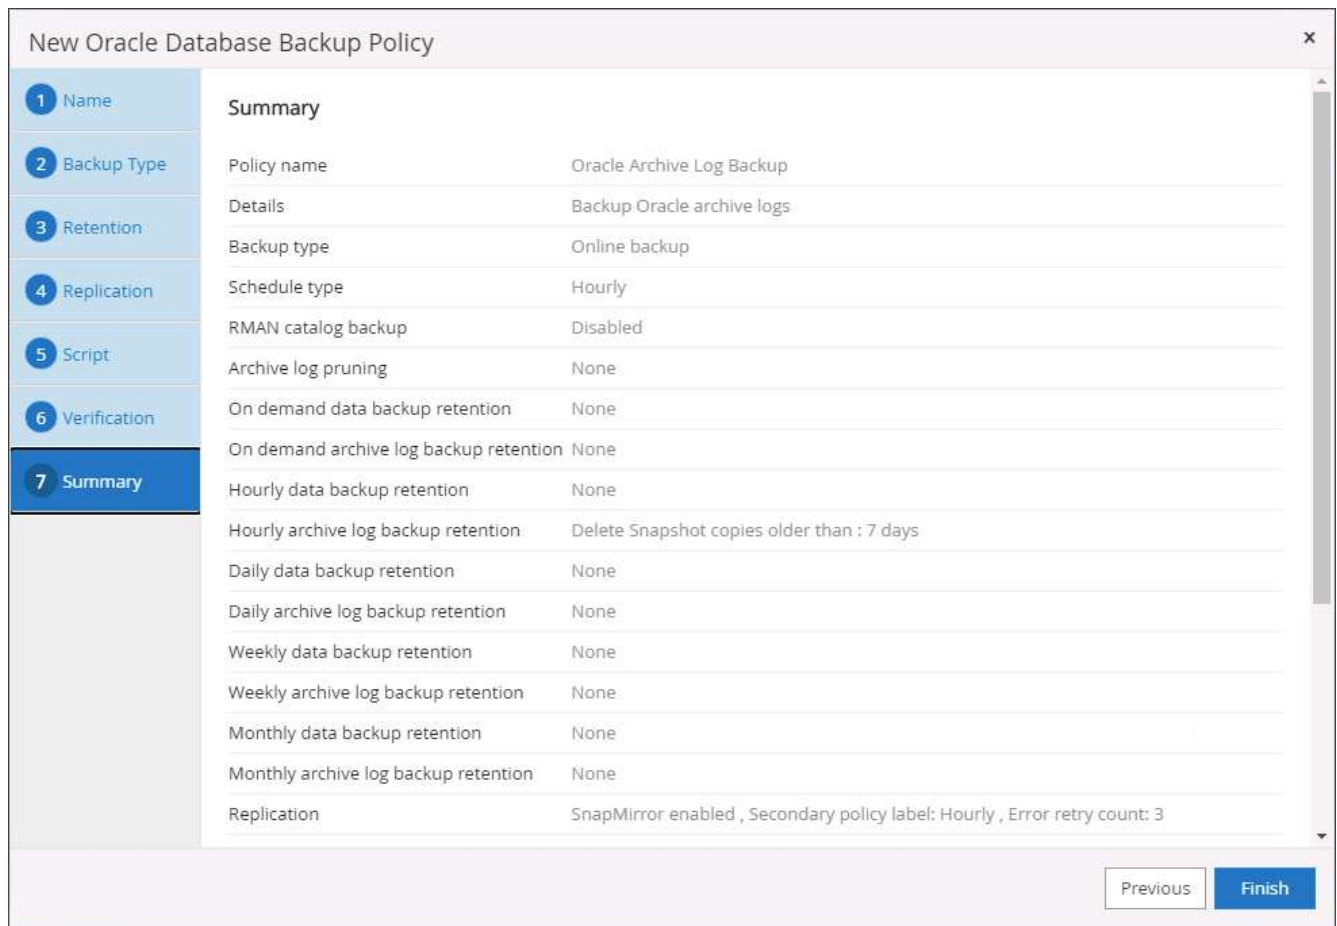 New Oracle Database Backup Policy ×
1 Name
2 Backup Type
3 Retention
4 Replication
5 Script
6 Verification
7 Summary
Summary
Policy name Oracle Archive Log Backup
Details Backup Oracle archive logs
Backup type Online backup
Schedule type Hourly
RMAN catalog backup Disabled
Archive log pruning None
On demand data backup retention None
On demand archive log backup retention None
Hourly data backup retention None
Hourly archive log backup retention Delete Snapshot copies older than : 7 days
Daily data backup retention None
Daily archive log backup retention None
Weekly data backup retention None
Weekly archive log backup retention None
Monthly data backup retention None
Monthly archive log backup retention None
Replication SnapMirror enabled , Secondary policy label: Hourly , Error retry count: 3
Previous Finish